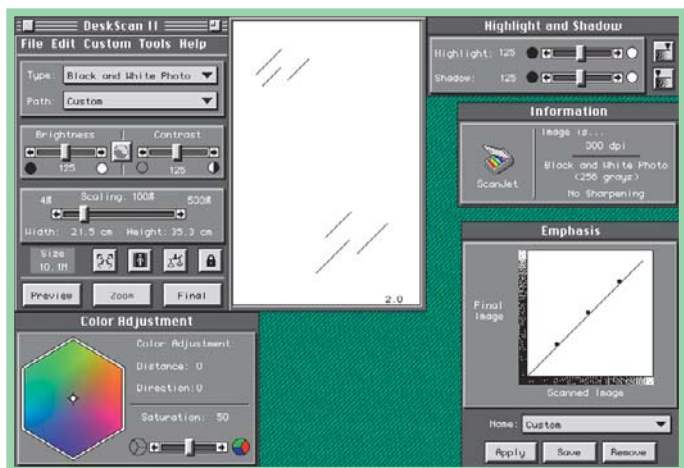 DeskScan II
File Edit Custom Tools Help
Type: Black and White Photo
Path: Custom
Brightness Contrast
125 125
4% Scaling: 100% 500%
Width: 21.5 cm Height: 35.3 cm
Size
10.1M
Preview Zoom Final
2.0
Highlight and Shadow
Highlight: 125
Shadow: 125
Information
Image is...
300 dpi
Black and White Photo
(256 grays)
No Sharpening
ScanJet
Emphasis
Final
Image
Scanned Image
Name: Custom
Apply Save Remove
Color Adjustment
Color Adjustment:
Distance: 0
Direction:0
Saturation: 50